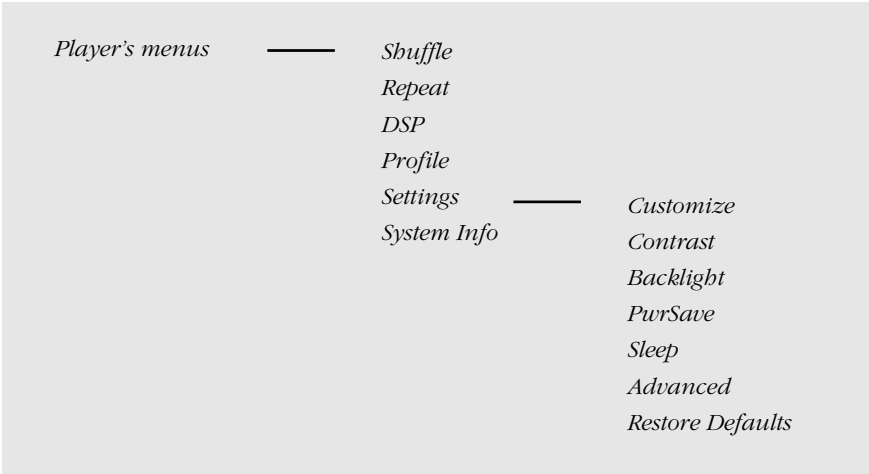 Player's menus
Shuffle
Repeat
DSP
Profile
Settings
System Info
Customize
Contrast
Backlight
PwrSave
Sleep
Advanced
Restore Defaults